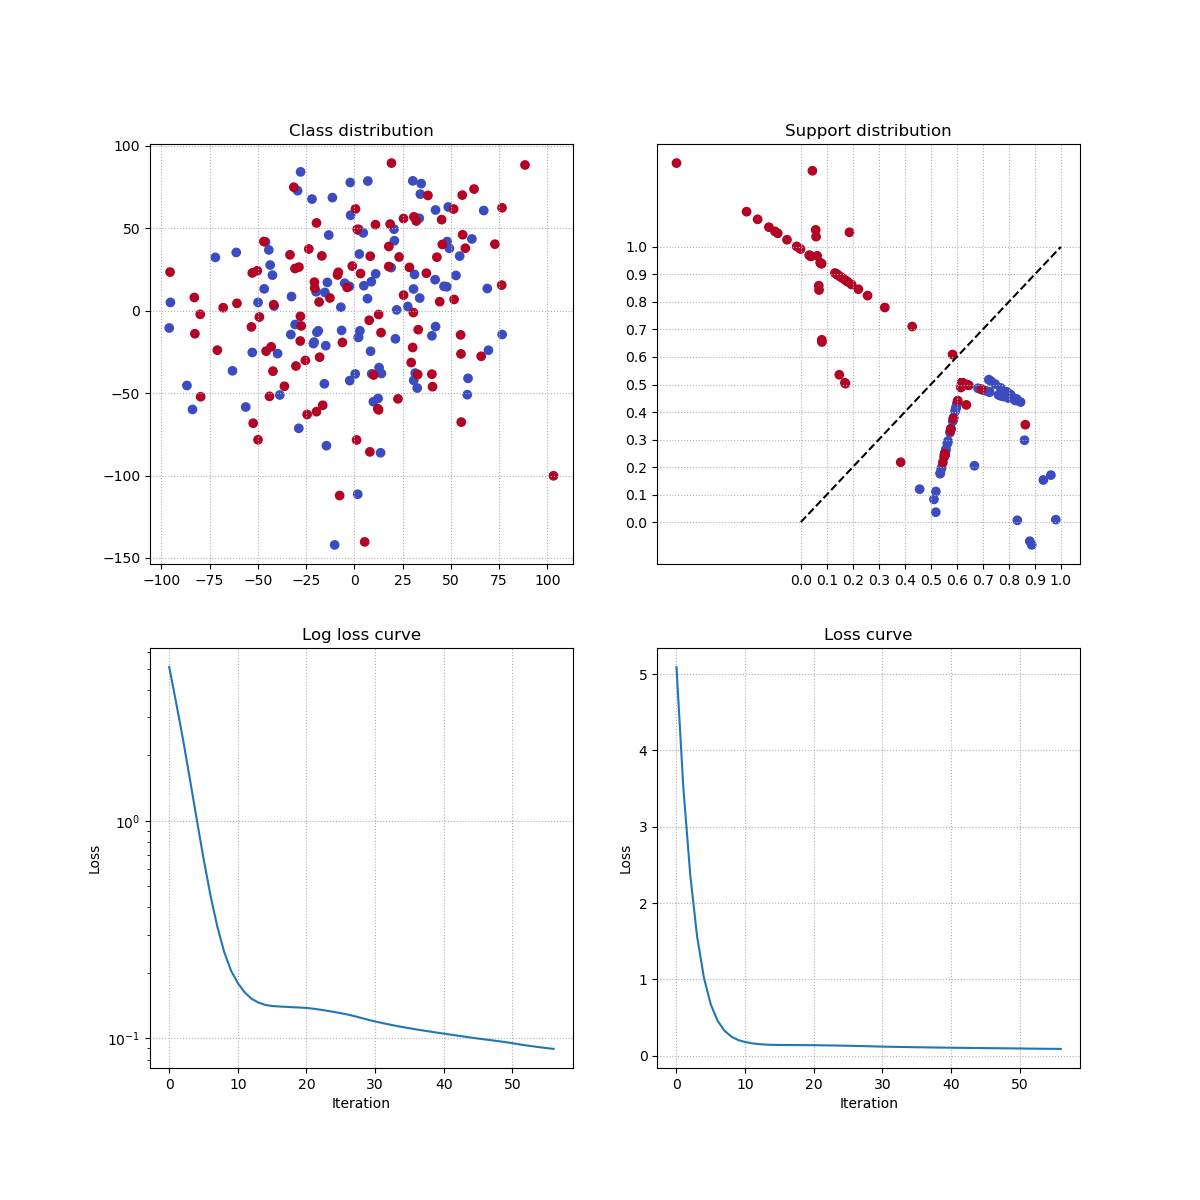 Class distribution
100
50
0
−50
−100
−150
−100 −75 −50 −25 0 25 50 75 100
Support distribution
1.0
0.9
0.8
0.7
0.6
0.5
0.4
0.3
0.2
0.1
0.0
0.0 0.1 0.2 0.3 0.4 0.5 0.6 0.7 0.8 0.9 1.0
Log loss curve
10⁰
10⁻¹
Loss
0 10 20 30 40 50
Iteration
Loss curve
5
4
3
2
1
0
Loss
0 10 20 30 40 50
Iteration